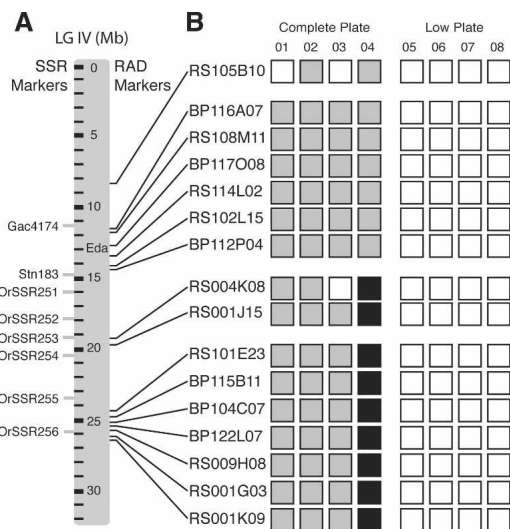 A
B
LG IV (Mb)
SSR Markers
RAD Markers
0
5
10
Eda
15
20
25
30
Gac4174
Stn183
OrSSR251
OrSSR252
OrSSR253
OrSSR254
OrSSR255
OrSSR256
Complete Plate
Low Plate
01 02 03 04 05 06 07 08
RS105B10
BP116A07
RS108M11
BP117O08
RS114L02
RS102L15
BP112P04
RS004K08
RS001J15
RS101E23
BP115B11
BP104C07
BP122L07
RS009H08
RS001G03
RS001K09